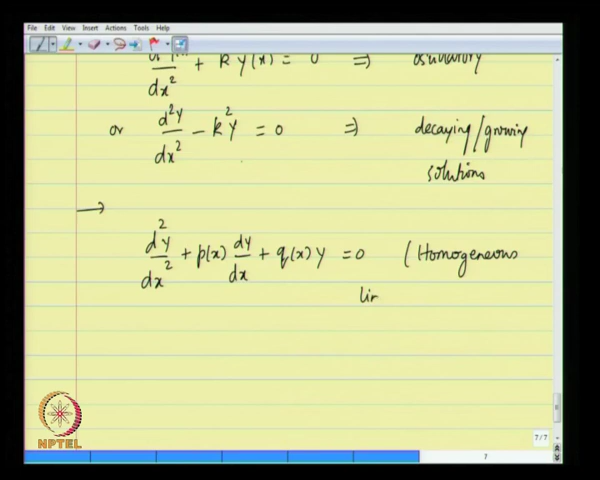 File Edit View Insert Actions Tools Help
dx² + k y(x) = 0 ⇒ oscillatory
or d²y/dx² - k²y = 0 ⇒ decaying/growing
solutions
→
d²y/dx² + p(x) dy/dx + q(x) y = 0 (Homogeneous
lin
NPTEL
7/7
7